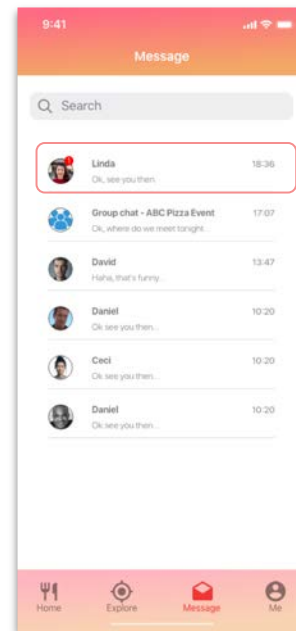 9:41
Message
Search
Linda 18:36
Ok, see you then
Group chat - ABC Pizza Event 17:07
Ok, where do we meet tonight...
David 13:47
Haha, that's funny...
Daniel 10:20
Ok see you then...
Ceci 10:20
Ok see you then...
Daniel 10:20
Ok see you then...
Home Explore Message Me